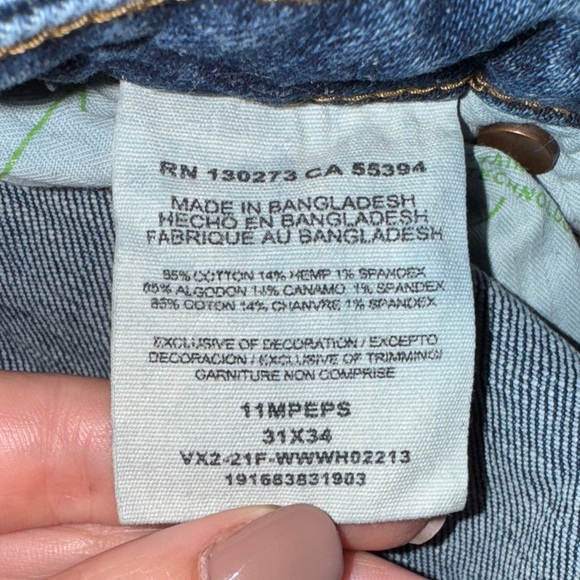 RN 130273 CA 55394
MADE IN BANGLADESH
HECHO EN BANGLADESH
FABRIQUE AU BANGLADESH
85% COTTON 14% HEMP 1% SPANDEX
85% ALGODON 14% CANAMO 1% SPANDEX
85% COTON 14% CHANVRE 1% SPANDEX
EXCLUSIVE OF DECORATION / EXCEPTO
DECORACION / EXCLUSIVE OF TRIMMING/
GARNITURE NON COMPRISE
11MPEPS
31X34
VX2-21F-WWWH02213
191683831903